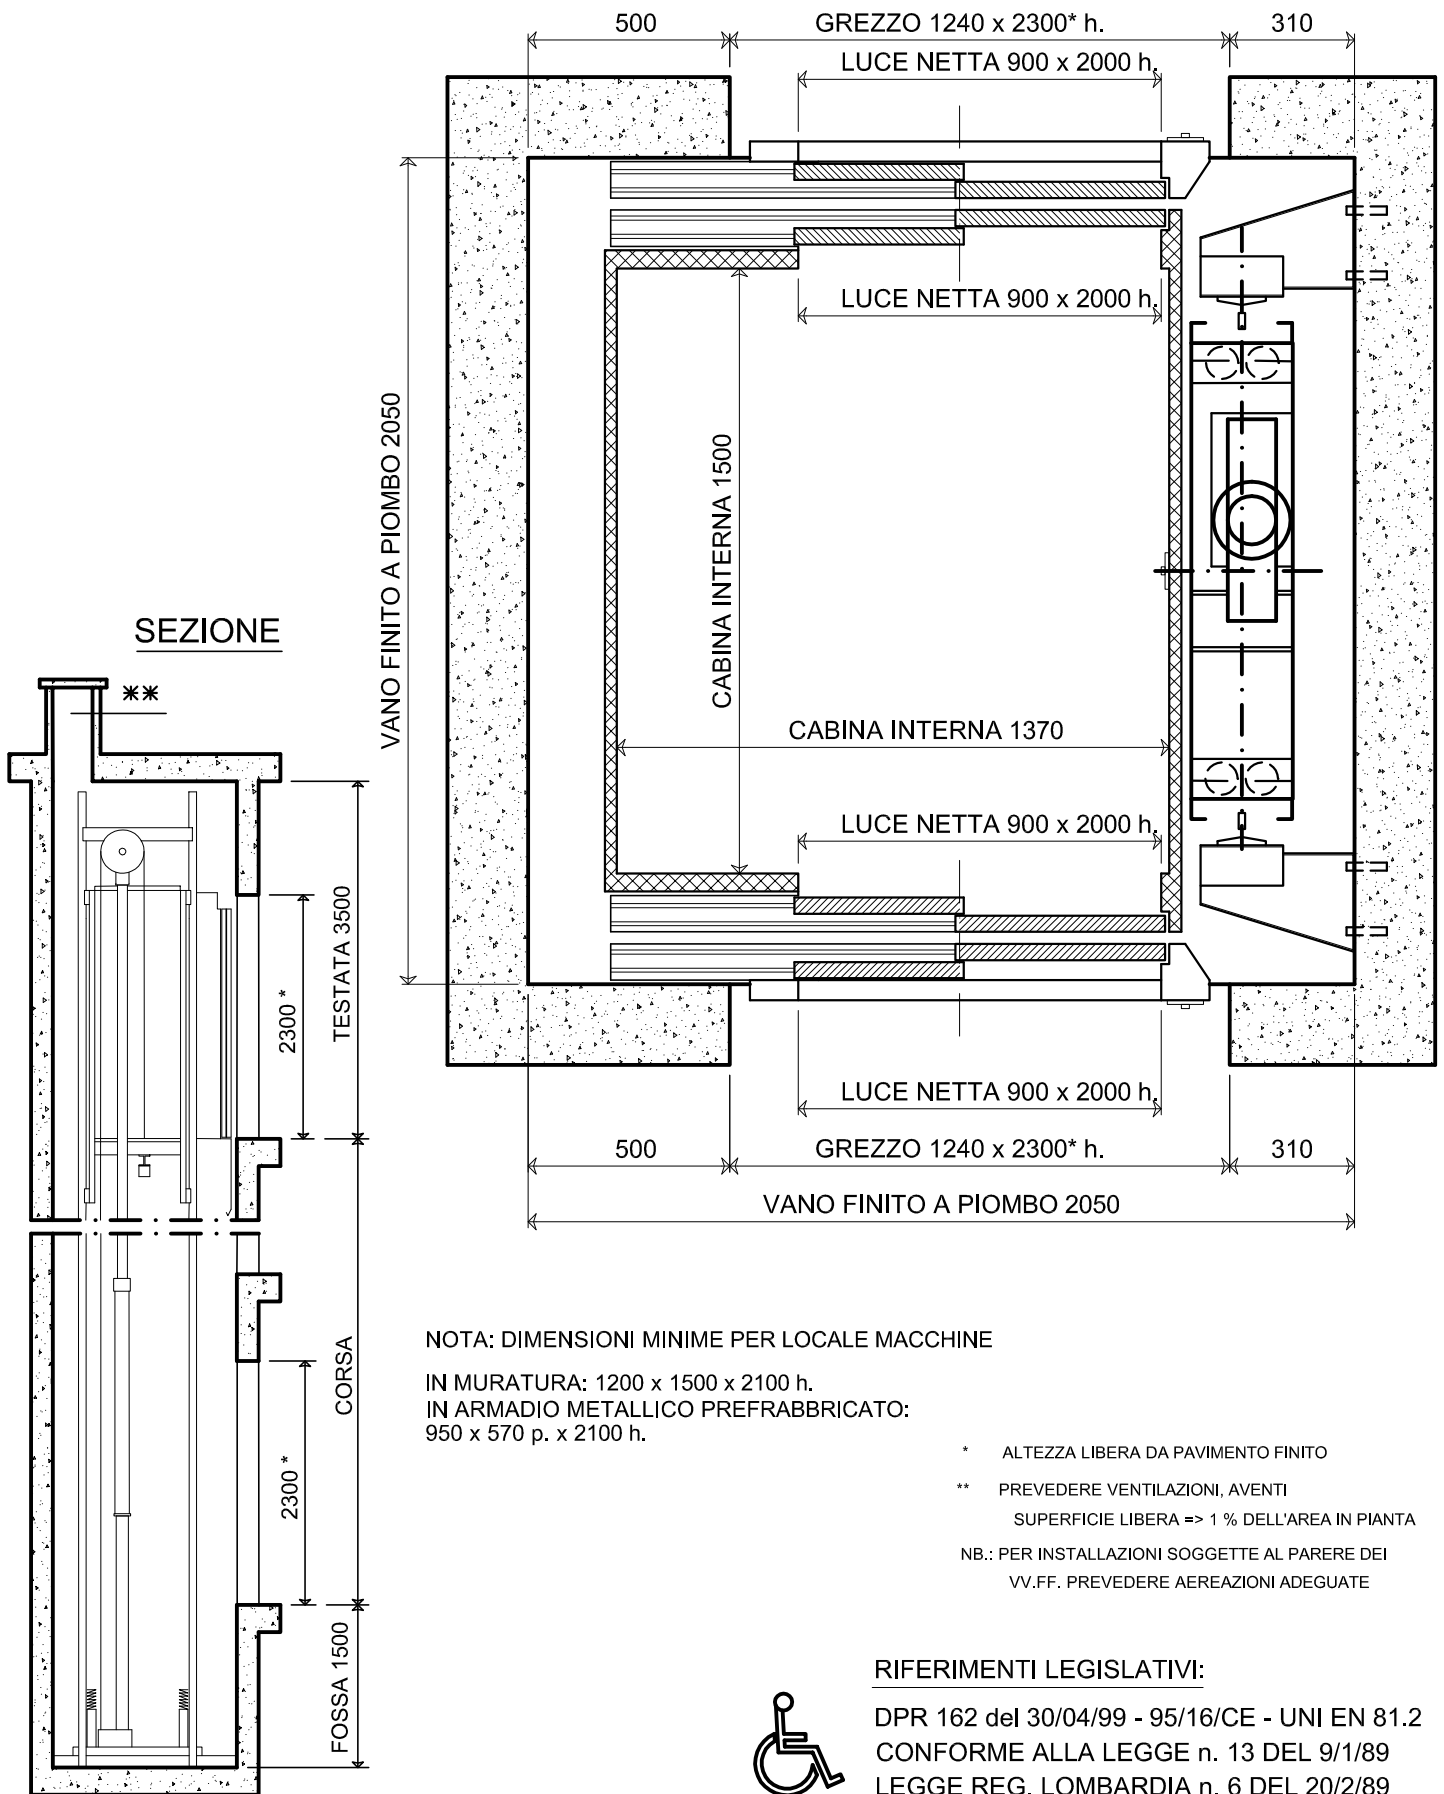 500
GREZZO 1240 x 2300* h.
310
LUCE NETTA 900 x 2000 h.
LUCE NETTA 900 x 2000 h.
VANO FINITO A PIOMBO 2050
CABINA INTERNA 1500
CABINA INTERNA 1370
LUCE NETTA 900 x 2000 h.
LUCE NETTA 900 x 2000 h.
500
GREZZO 1240 x 2300* h.
310
VANO FINITO A PIOMBO 2050
SEZIONE
**
2300 *
TESTATA 3500
CORSA
2300 *
FOSSA 1500
NOTA: DIMENSIONI MINIME PER LOCALE MACCHINE
IN MURATURA: 1200 x 1500 x 2100 h.
IN ARMADIO METALLICO PREFRABBRICATO:
950 x 570 p. x 2100 h.
* ALTEZZA LIBERA DA PAVIMENTO FINITO
** PREVEDERE VENTILAZIONI, AVENTI
SUPERFICIE LIBERA => 1 % DELL'AREA IN PIANTA
NB.: PER INSTALLAZIONI SOGGETTE AL PARERE DEI
VV.FF. PREVEDERE AEREAZIONI ADEGUATE
RIFERIMENTI LEGISLATIVI:
DPR 162 del 30/04/99 - 95/16/CE - UNI EN 81.2
CONFORME ALLA LEGGE n. 13 DEL 9/1/89
LEGGE REG. LOMBARDIA n. 6 DEL 20/2/89